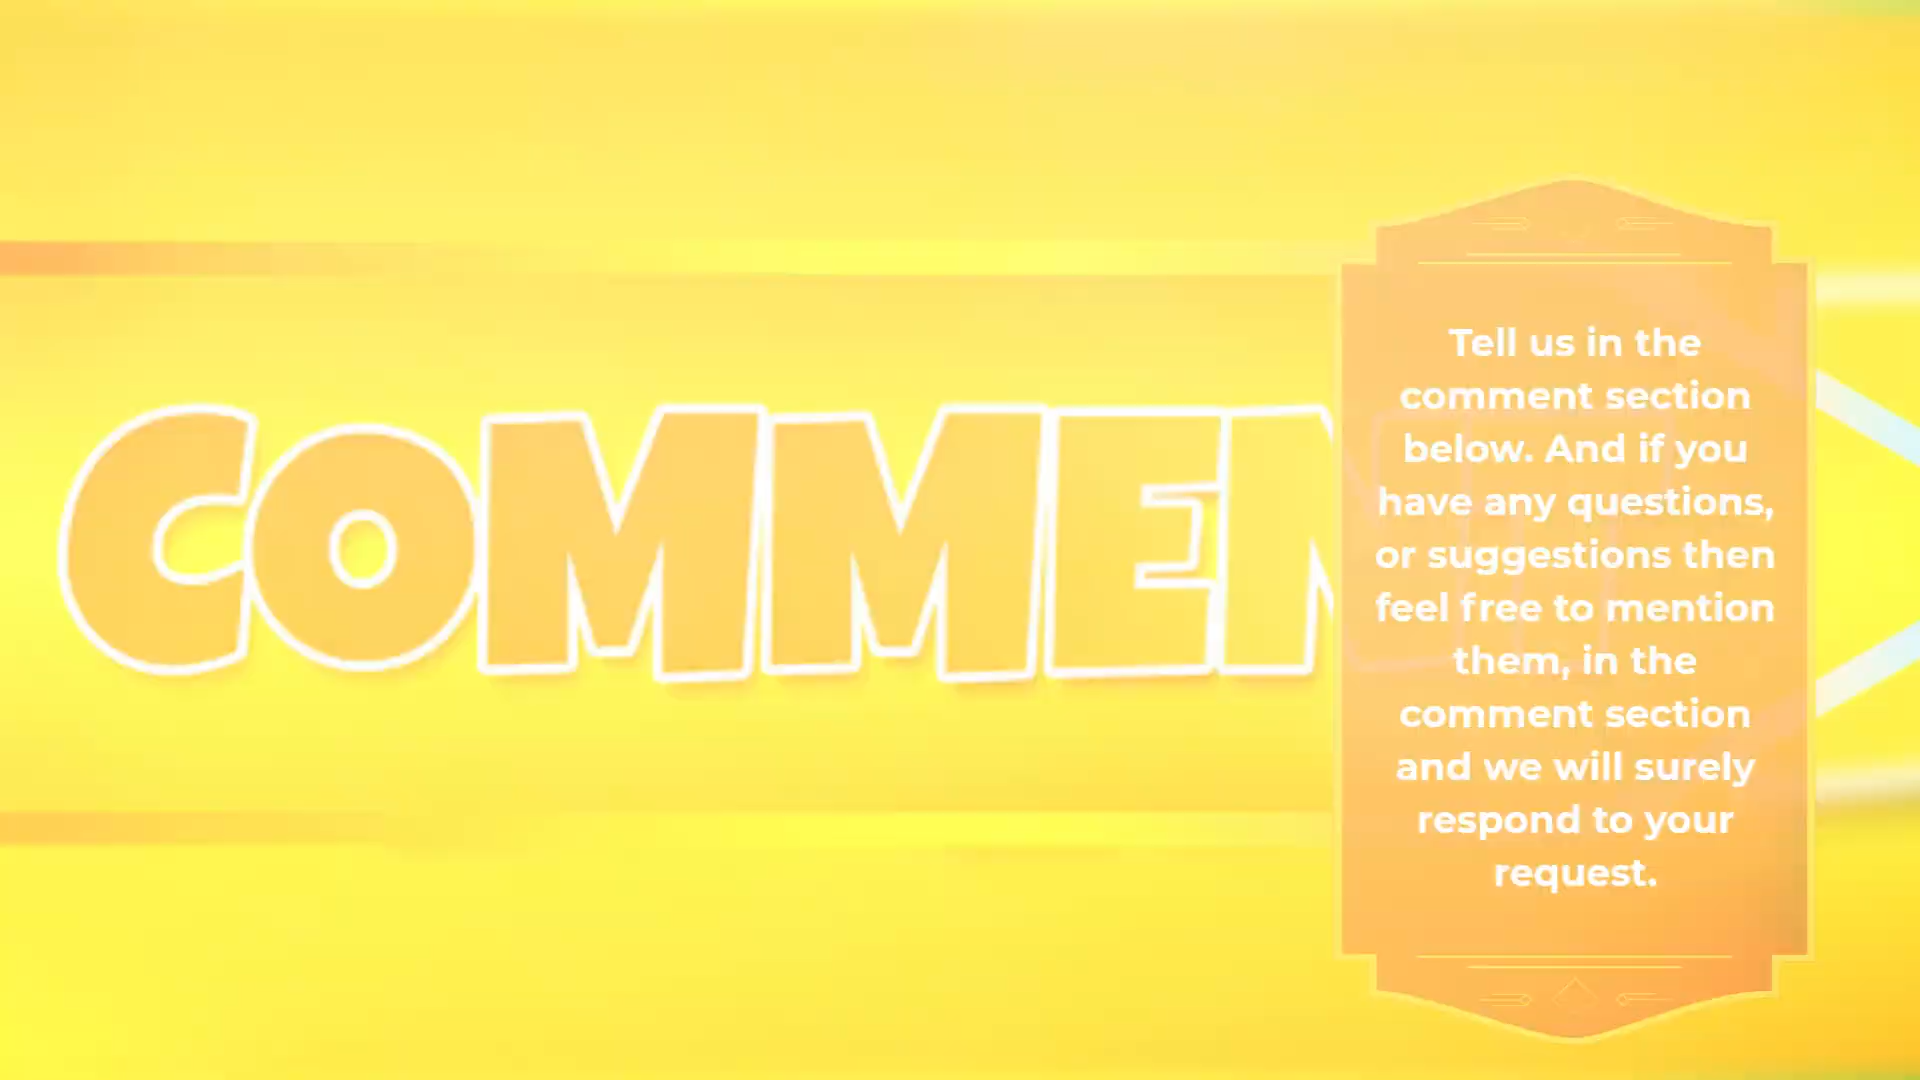 COMMEN
Tell us in the
comment section
below. And if you
have any questions,
or suggestions then
feel free to mention
them, in the
comment section
and we will surely
respond to your
request.